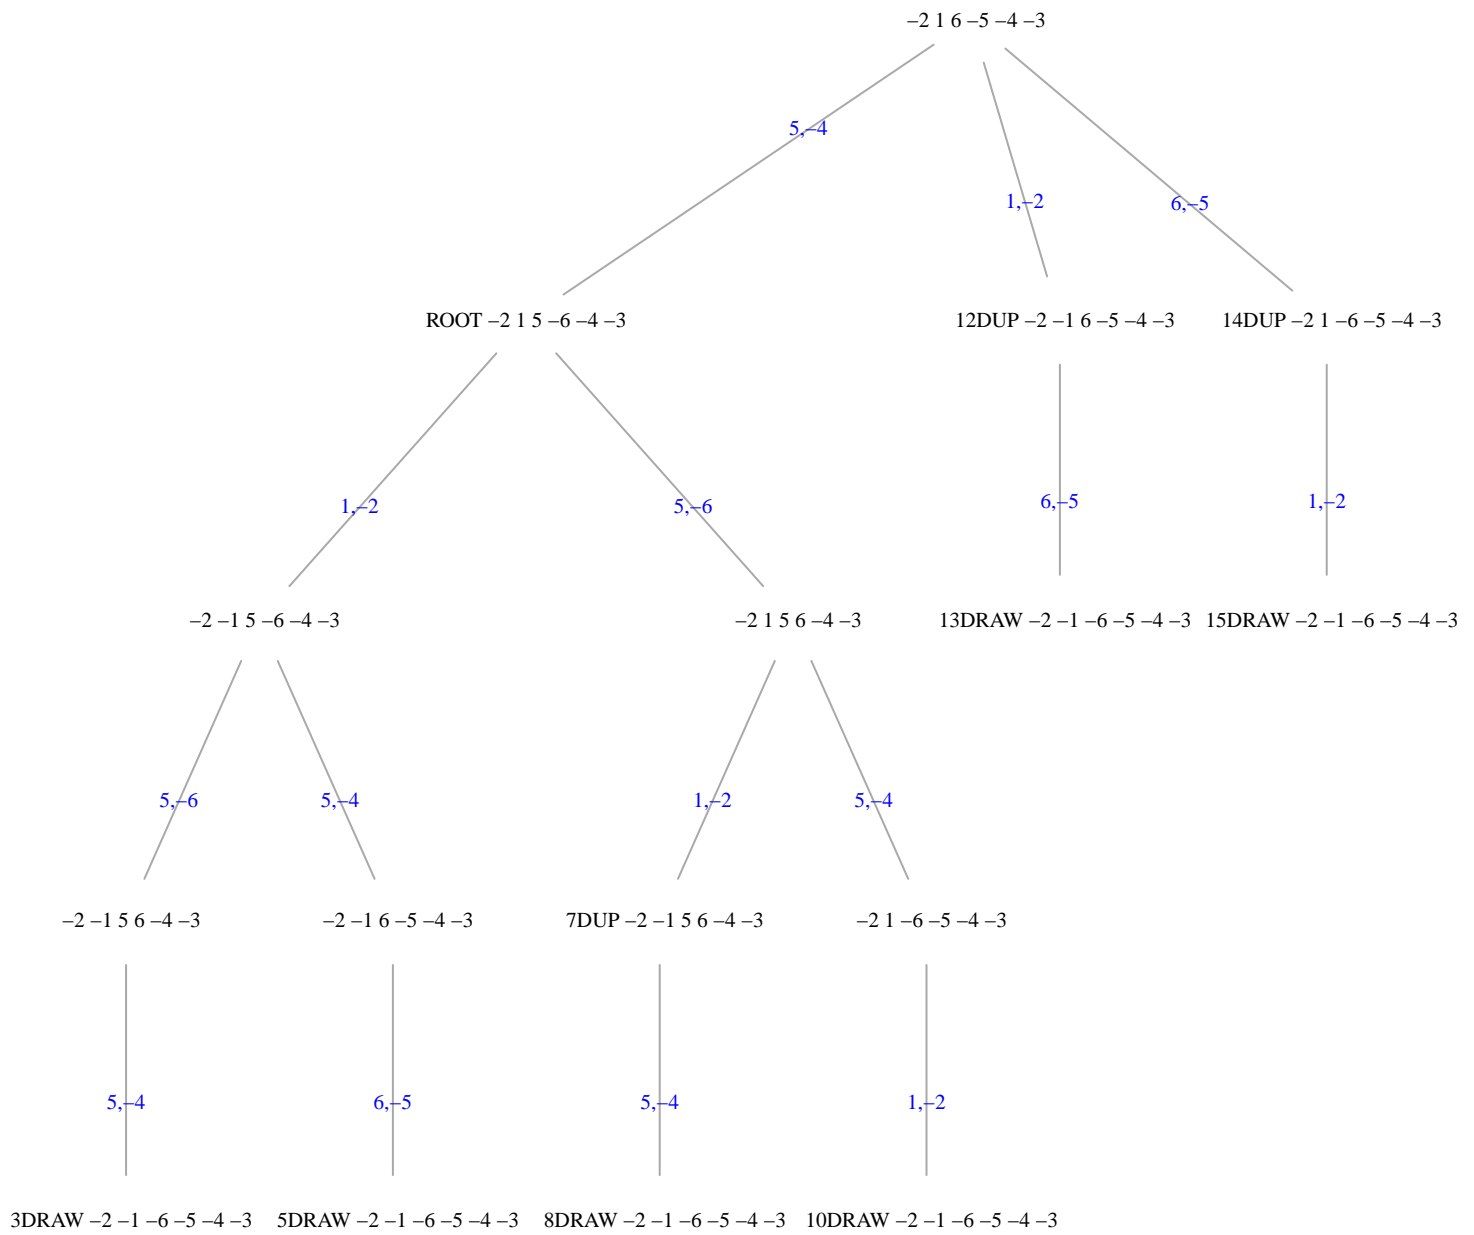 –2 1 6 –5 –4 –3
5,–4
1,–2
6,–5
ROOT –2 1 5 –6 –4 –3
12DUP –2 –1 6 –5 –4 –3
14DUP –2 1 –6 –5 –4 –3
1,–2
5,–6
6,–5
1,–2
–2 –1 5 –6 –4 –3
–2 1 5 6 –4 –3
13DRAW –2 –1 –6 –5 –4 –3
15DRAW –2 –1 –6 –5 –4 –3
5,–6
5,–4
1,–2
5,–4
–2 –1 5 6 –4 –3
–2 –1 6 –5 –4 –3
7DUP –2 –1 5 6 –4 –3
–2 1 –6 –5 –4 –3
5,–4
6,–5
5,–4
1,–2
3DRAW –2 –1 –6 –5 –4 –3
5DRAW –2 –1 –6 –5 –4 –3
8DRAW –2 –1 –6 –5 –4 –3
10DRAW –2 –1 –6 –5 –4 –3